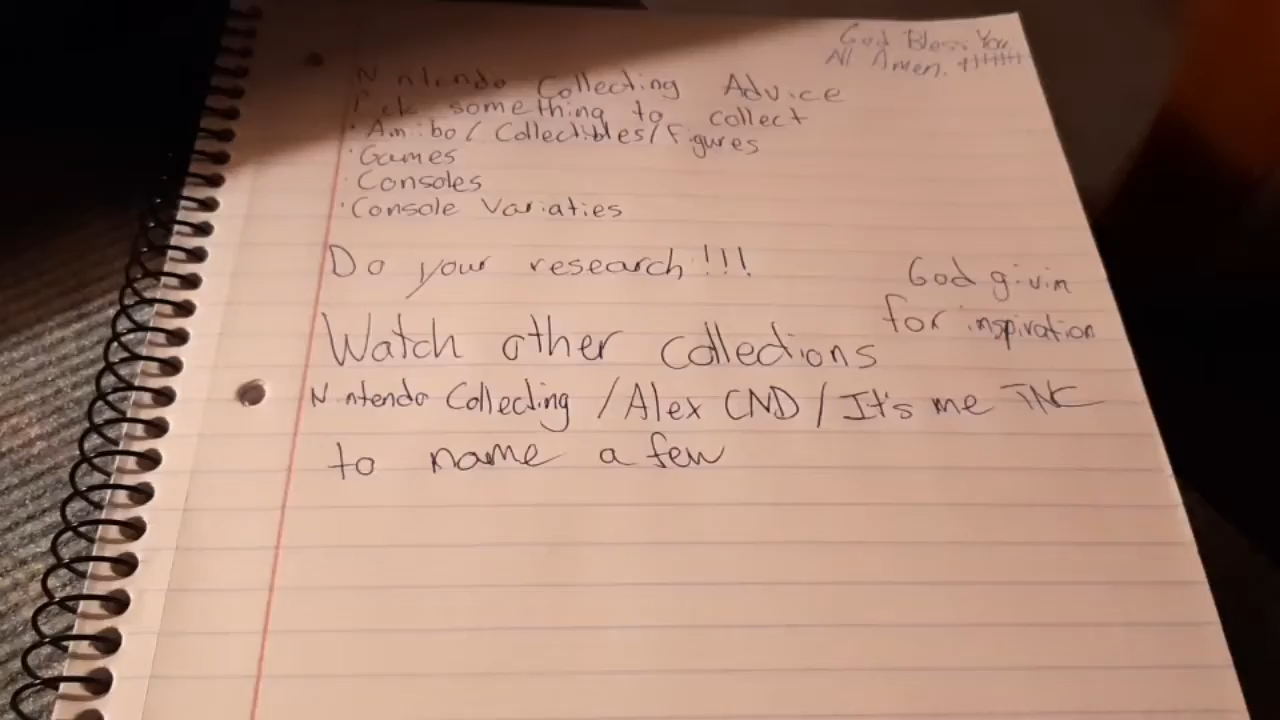 God Bless You
All Amen. +++++++
Nintendo Collecting Advice
Pick something to collect
· Amiibo / Collectibles / Figures
· Games
· Consoles
· Console Variaties
Do your research!!!
God givin
for inspiration
Watch other collections
Nintendo Collecting / Alex CND / It's me TNC
to name a few